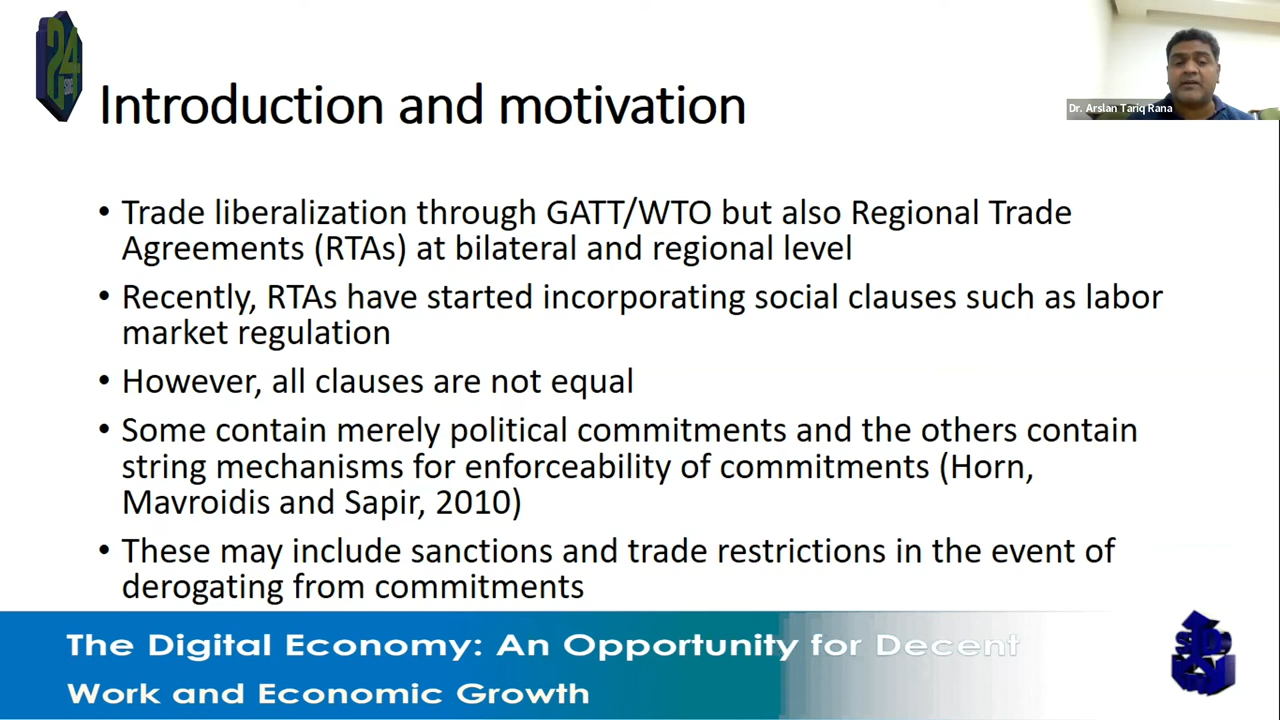 Introduction and motivation
Dr. Arslan Tariq Rana
• Trade liberalization through GATT/WTO but also Regional Trade
Agreements (RTAs) at bilateral and regional level
• Recently, RTAs have started incorporating social clauses such as labor
market regulation
• However, all clauses are not equal
• Some contain merely political commitments and the others contain
string mechanisms for enforceability of commitments (Horn,
Mavroidis and Sapir, 2010)
• These may include sanctions and trade restrictions in the event of
derogating from commitments
The Digital Economy: An Opportunity for Decent
Work and Economic Growth